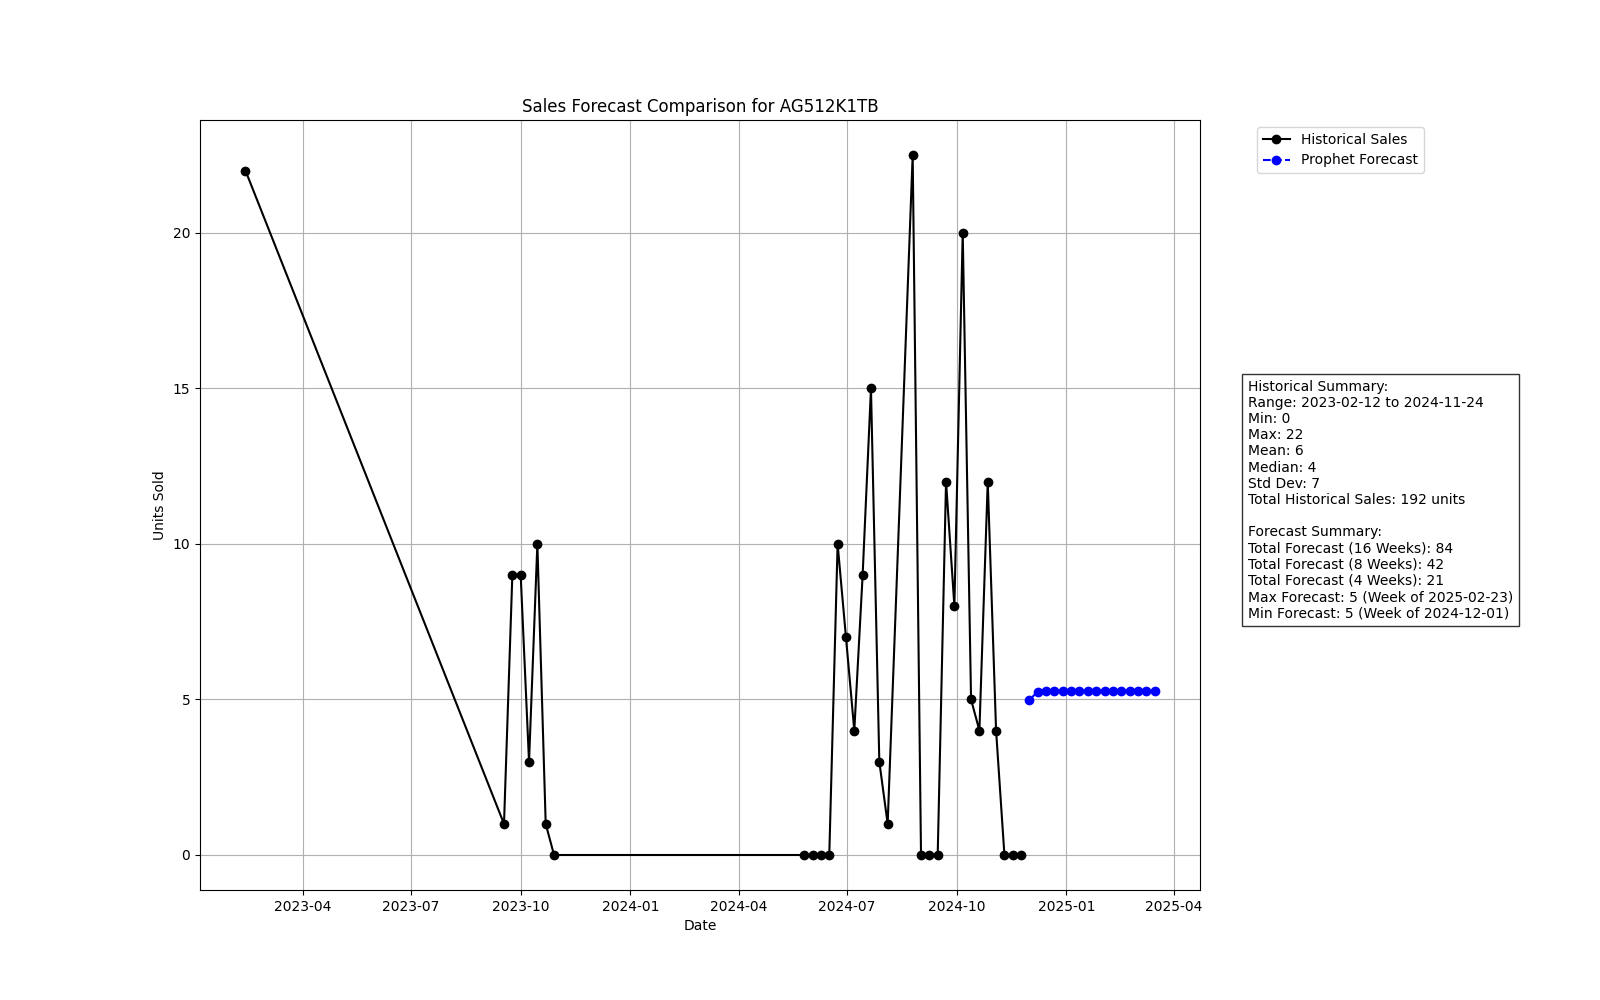 Sales Forecast Comparison for AG512K1TB
Historical Sales
Prophet Forecast
Units Sold
20
15
10
5
0
2023-04
2023-07
2023-10
2024-01
2024-04
2024-07
2024-10
2025-01
2025-04
Date
Historical Summary:
Range: 2023-02-12 to 2024-11-24
Min: 0
Max: 22
Mean: 6
Median: 4
Std Dev: 7
Total Historical Sales: 192 units
Forecast Summary:
Total Forecast (16 Weeks): 84
Total Forecast (8 Weeks): 42
Total Forecast (4 Weeks): 21
Max Forecast: 5 (Week of 2025-02-23)
Min Forecast: 5 (Week of 2024-12-01)